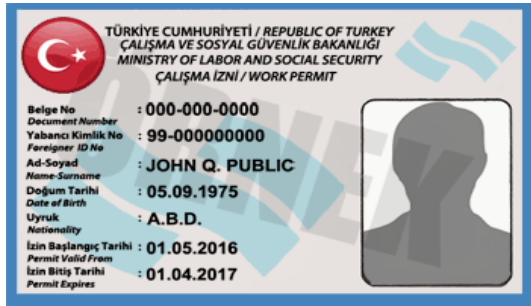 TÜRKİYE CUMHURİYETİ / REPUBLIC OF TURKEY
ÇALIŞMA VE SOSYAL GÜVENLİK BAKANLIĞI
MINISTRY OF LABOR AND SOCIAL SECURITY
ÇALIŞMA İZNİ / WORK PERMIT
Belge No : 000-000-0000
Document Number
Yabancı Kimlik No : 99-000000000
Foreigner ID No
Ad-Soyad : JOHN Q. PUBLIC
Name-Surname
Doğum Tarihi : 05.09.1975
Date of Birth
Uyruk : A.B.D.
Nationality
İzin Başlangıç Tarihi : 01.05.2016
Permit Valid From
İzin Bitiş Tarihi : 01.04.2017
Permit Expires
ÖRNEK